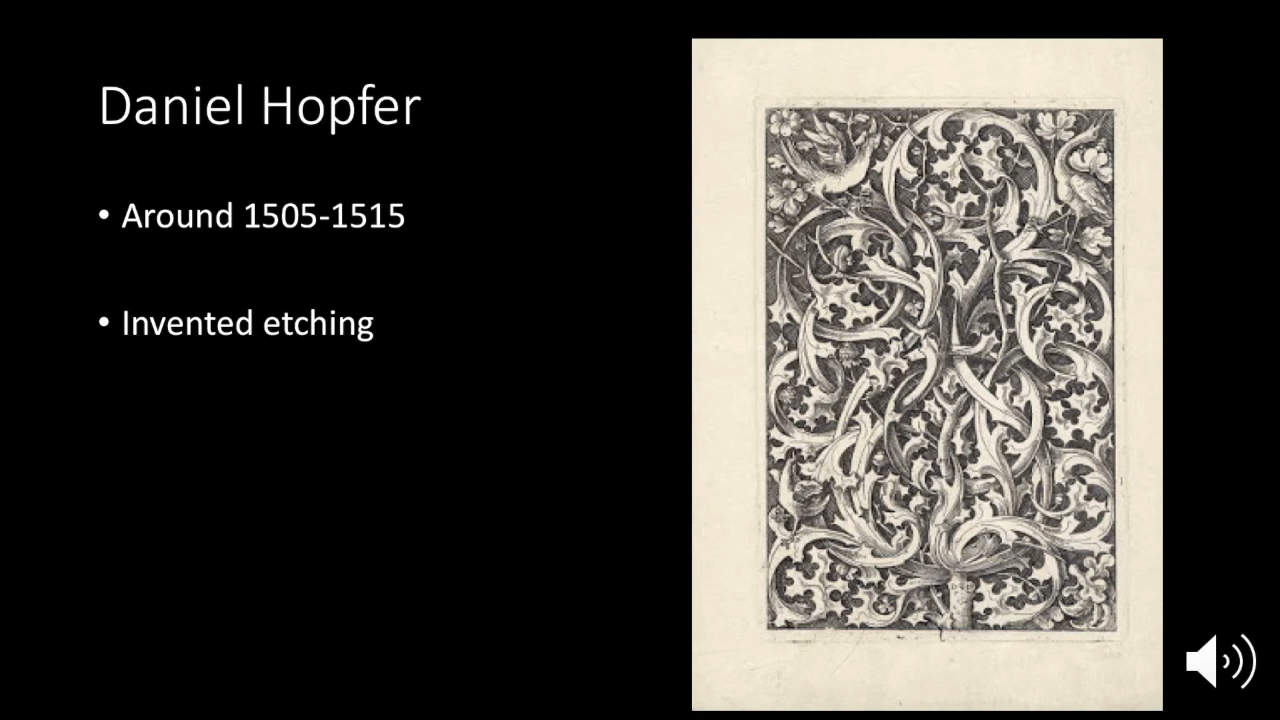 Daniel Hopfer
• Around 1505-1515
• Invented etching